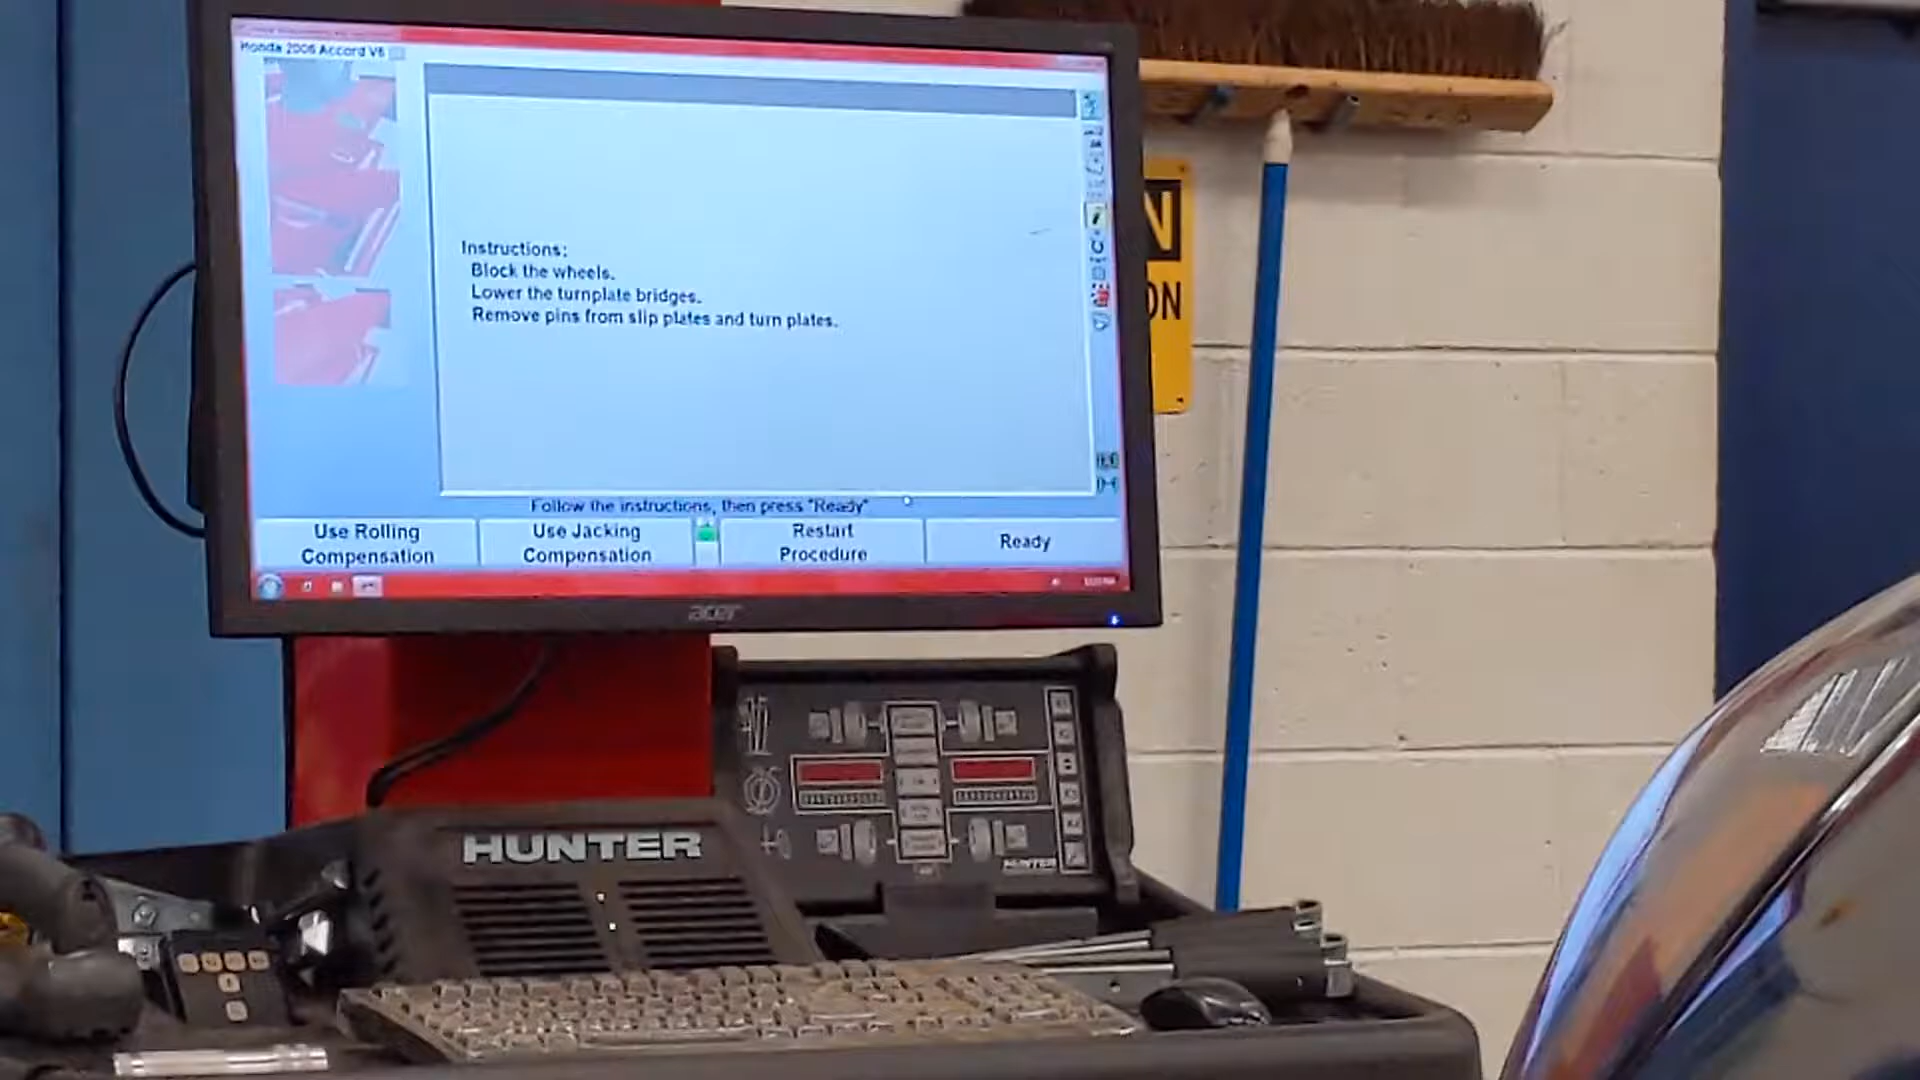 Honda 2006 Accord V6
Instructions:
Block the wheels.
Lower the turnplate bridges.
Remove pins from slip plates and turn plates.
Follow the instructions, then press "Ready"
Use Rolling
Compensation
Use Jacking
Compensation
Restart
Procedure
Ready
acer
N
ON
HUNTER
HUNTER